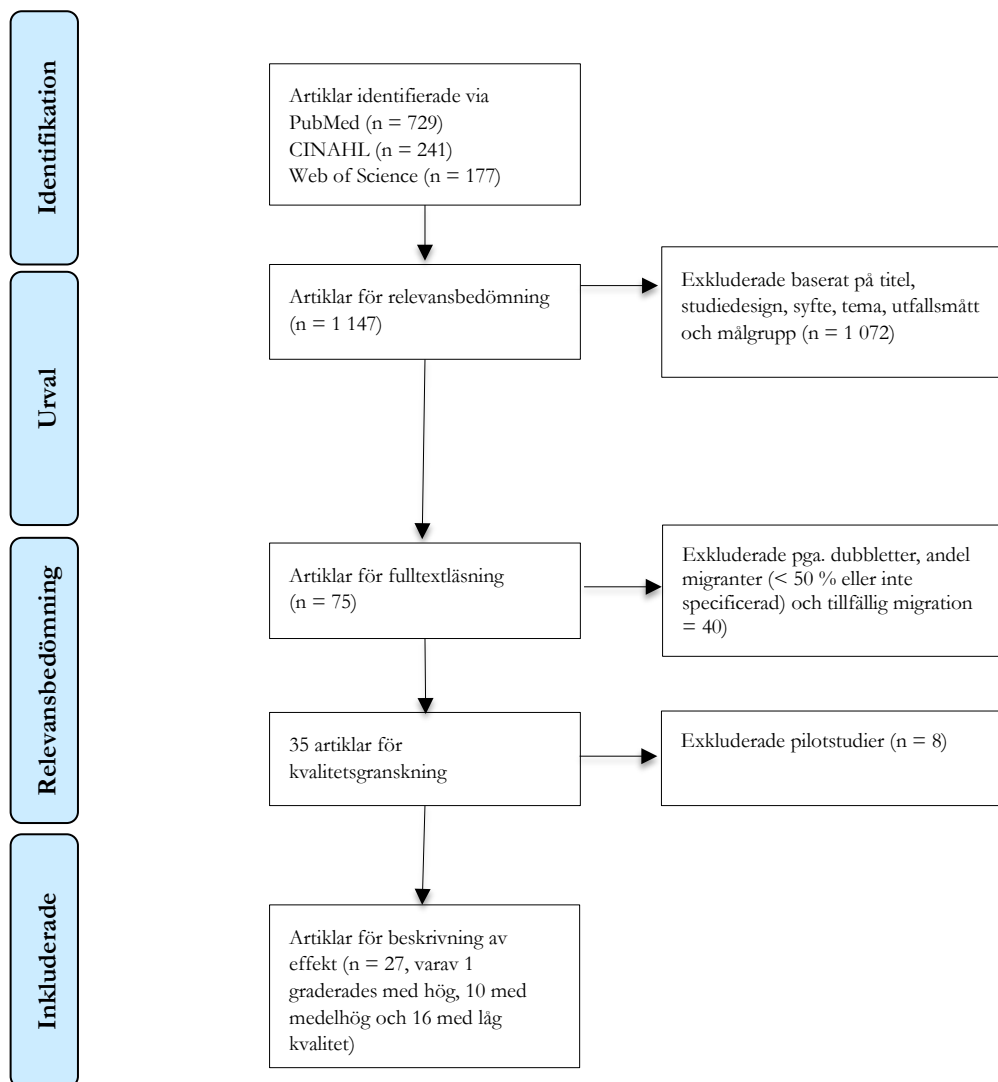 Identifikation
Artiklar identifierade via
PubMed (n = 729)
CINAHL (n = 241)
Web of Science (n = 177)
Urval
Artiklar för relevansbedömning
(n = 1 147)
Exkluderade baserat på titel,
studiedesign, syfte, tema, utfallsmått
och målgrupp (n = 1 072)
Relevansbedömning
Artiklar för fulltextläsning
(n = 75)
Exkluderade pga. dubbletter, andel
migranter (< 50 % eller inte
specificerad) och tillfällig migration
= 40)
35 artiklar för
kvalitetsgranskning
Exkluderade pilotstudier (n = 8)
Inkluderade
Artiklar för beskrivning av
effekt (n = 27, varav 1
graderades med hög, 10 med
medelhög och 16 med låg
kvalitet)